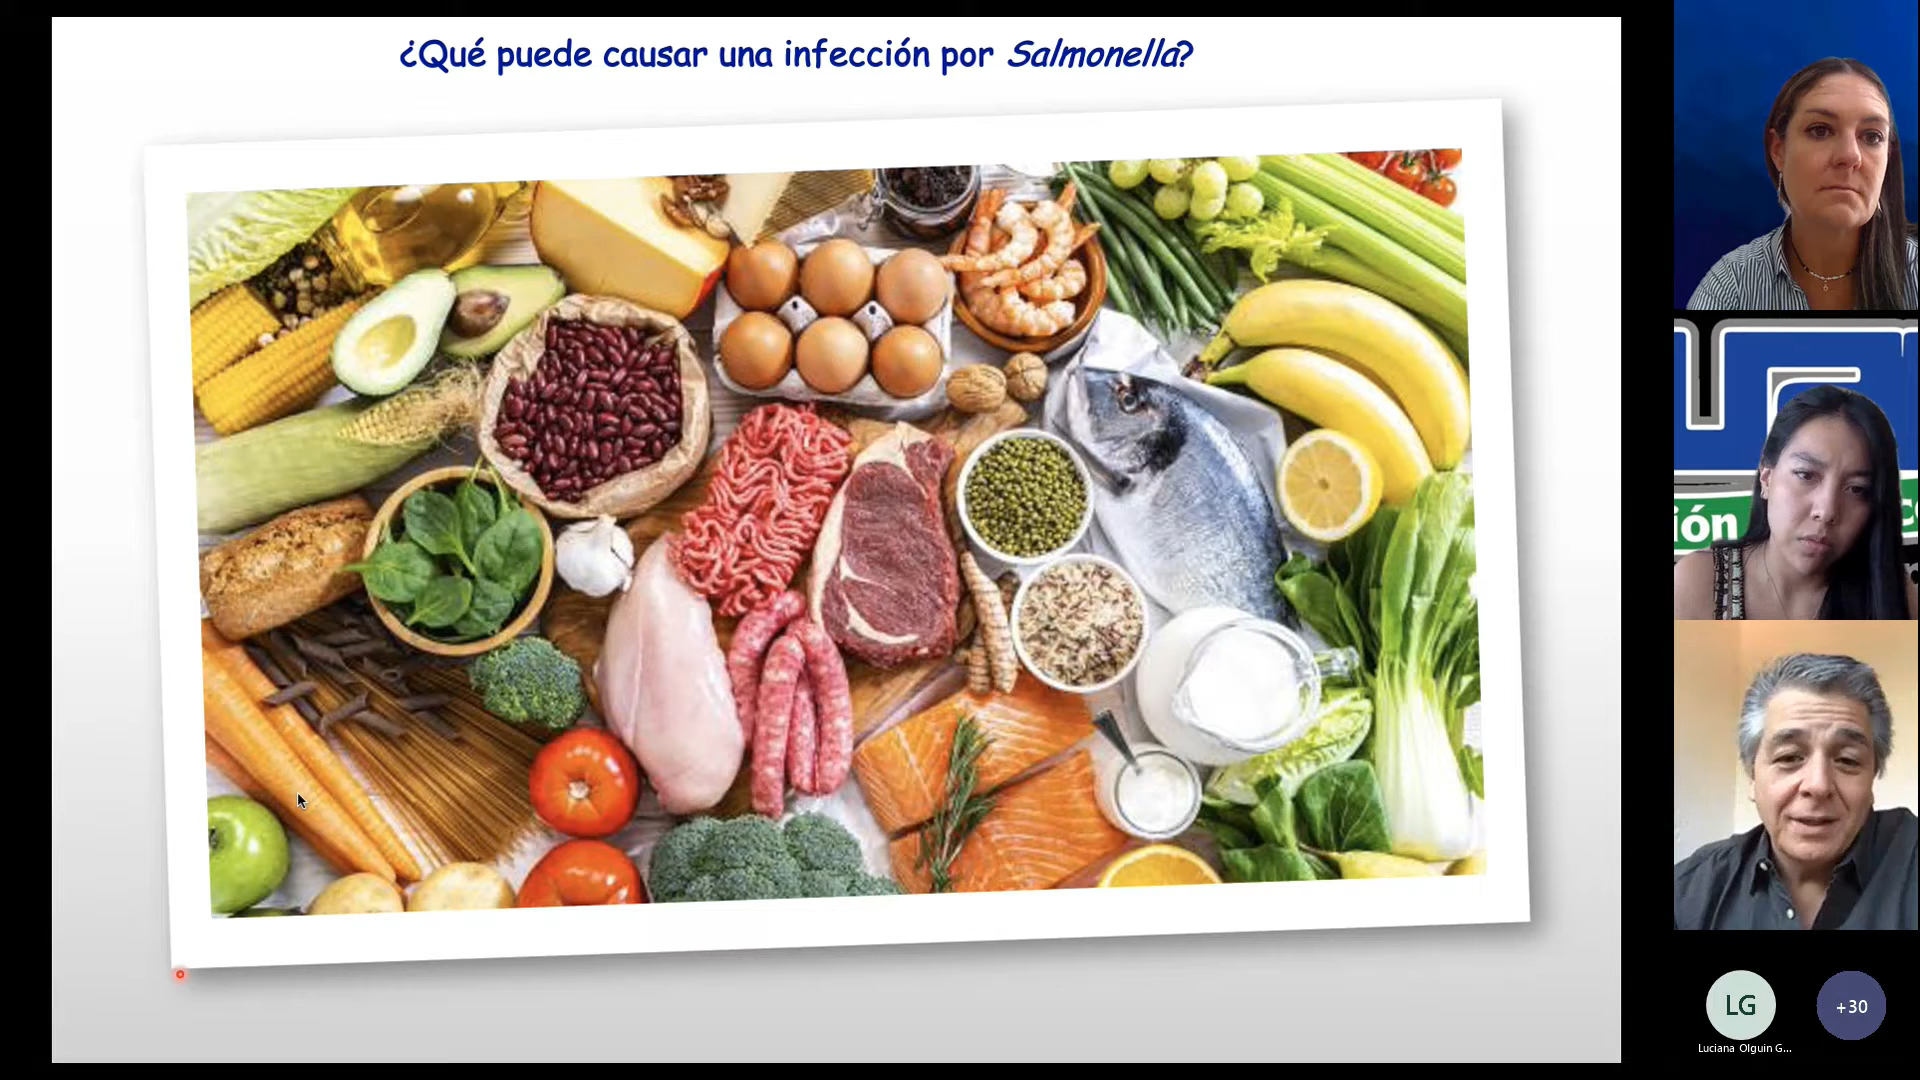 ¿Qué puede causar una infección por Salmonella?
ión
LG
+30
Luciana Olguin G...